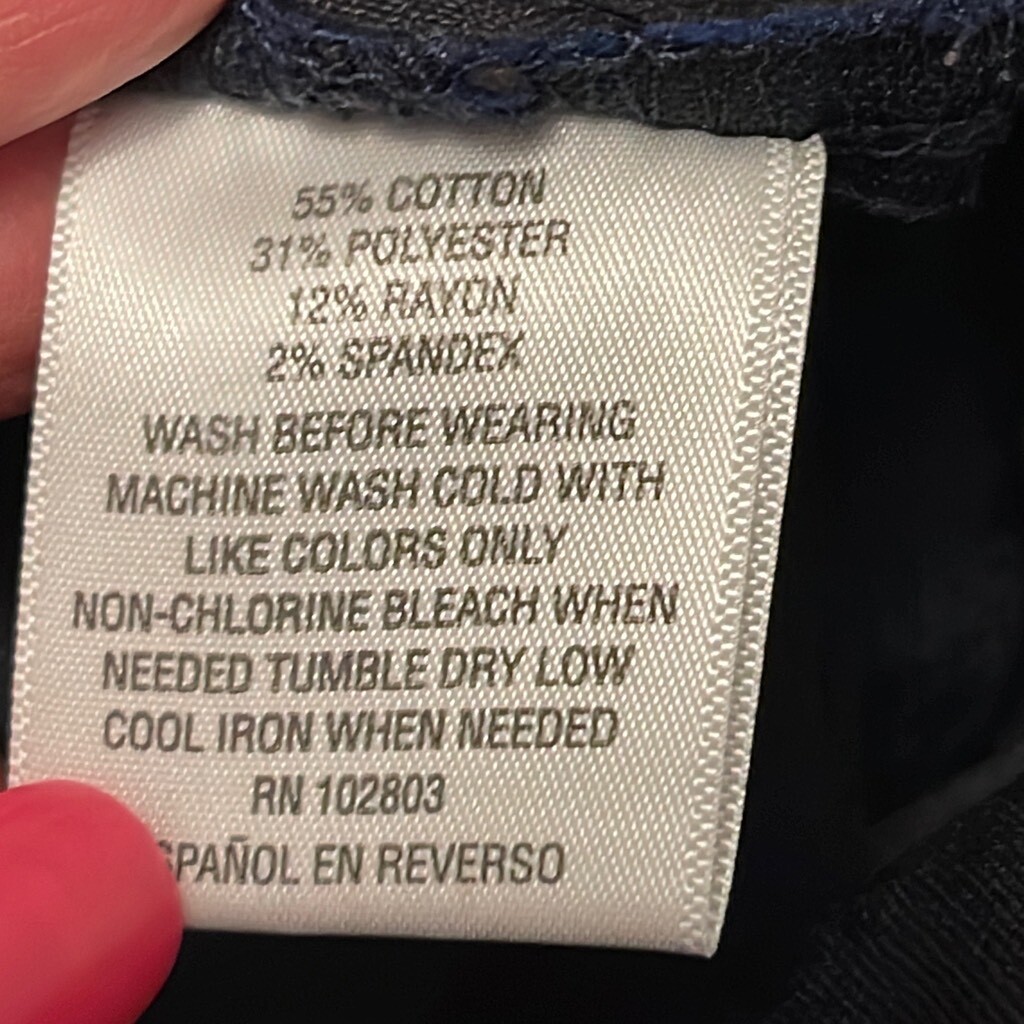 55% COTTON
31% POLYESTER
12% RAYON
2% SPANDEX
WASH BEFORE WEARING
MACHINE WASH COLD WITH
LIKE COLORS ONLY
NON-CHLORINE BLEACH WHEN
NEEDED TUMBLE DRY LOW
COOL IRON WHEN NEEDED
RN 102803
SPAÑOL EN REVERSO